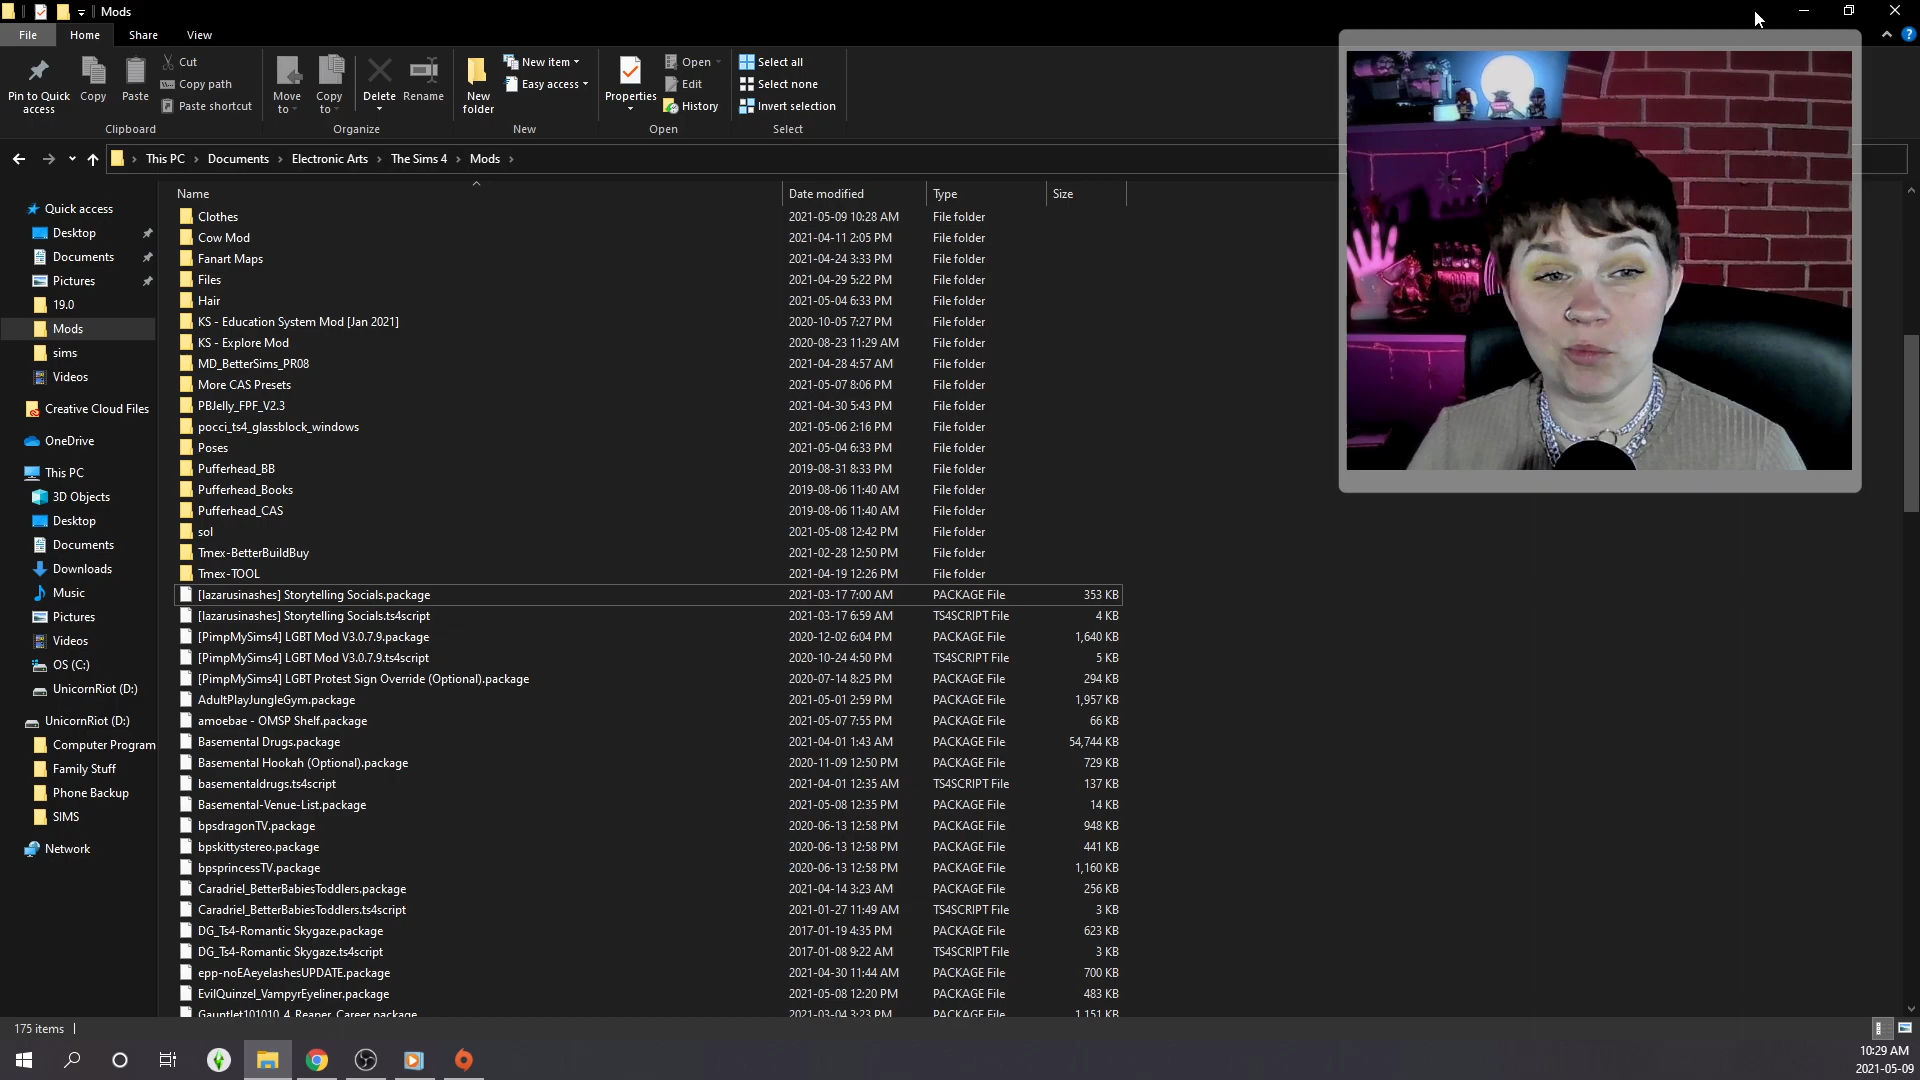 Mods
File Home Share View
Pin to Quick access
Copy
Paste
Cut
Copy path
Paste shortcut
Clipboard
Move to
Copy to
Delete
Rename
Organize
New folder
New item
Easy access
New
Properties
Open
Edit
History
Open
Select all
Select none
Invert selection
Select
This PC > Documents > Electronic Arts > The Sims 4 > Mods >
Quick access
Desktop
Documents
Pictures
19.0
Mods
sims
Videos
Creative Cloud Files
OneDrive
This PC
3D Objects
Desktop
Documents
Downloads
Music
Pictures
Videos
OS (C:)
UnicornRiot (D:)
UnicornRiot (D:)
Computer Program
Family Stuff
Phone Backup
SIMS
Network
Name Date modified Type Size
Clothes 2021-05-09 10:28 AM File folder
Cow Mod 2021-04-11 2:05 PM File folder
Fanart Maps 2021-04-24 3:33 PM File folder
Files 2021-04-29 5:22 PM File folder
Hair 2021-05-04 6:33 PM File folder
KS - Education System Mod [Jan 2021] 2020-10-05 7:27 PM File folder
KS - Explore Mod 2020-08-23 11:29 AM File folder
MD_BetterSims_PR08 2021-04-28 4:57 AM File folder
More CAS Presets 2021-05-07 8:06 PM File folder
PBJelly_FPF_V2.3 2021-04-30 5:43 PM File folder
pocci_ts4_glassblock_windows 2021-05-06 2:16 PM File folder
Poses 2021-05-04 6:33 PM File folder
Pufferhead_BB 2019-08-31 8:33 PM File folder
Pufferhead_Books 2019-08-06 11:40 AM File folder
Pufferhead_CAS 2019-08-06 11:40 AM File folder
sol 2021-05-08 12:42 PM File folder
Tmex-BetterBuildBuy 2021-02-28 12:50 PM File folder
Tmex-TOOL 2021-04-19 12:26 PM File folder
[lazarusinashes] Storytelling Socials.package 2021-03-17 7:00 AM PACKAGE File 353 KB
[lazarusinashes] Storytelling Socials.ts4script 2021-03-17 6:59 AM TS4SCRIPT File 4 KB
[PimpMySims4] LGBT Mod V3.0.7.9.package 2020-12-02 6:04 PM PACKAGE File 1,640 KB
[PimpMySims4] LGBT Mod V3.0.7.9.ts4script 2020-10-24 4:50 PM TS4SCRIPT File 5 KB
[PimpMySims4] LGBT Protest Sign Override (Optional).package 2020-07-14 8:25 PM PACKAGE File 294 KB
AdultPlayJungleGym.package 2021-05-01 2:59 PM PACKAGE File 1,957 KB
amoebae - OMSP Shelf.package 2021-05-07 7:55 PM PACKAGE File 66 KB
Basemental Drugs.package 2021-04-01 1:43 AM PACKAGE File 54,744 KB
Basemental Hookah (Optional).package 2020-11-09 12:50 PM PACKAGE File 729 KB
basementaldrugs.ts4script 2021-04-01 12:35 AM TS4SCRIPT File 137 KB
Basemental-Venue-List.package 2021-05-08 12:35 PM PACKAGE File 14 KB
bpsdragonTV.package 2020-06-13 12:58 PM PACKAGE File 948 KB
bpskittystereo.package 2020-06-13 12:58 PM PACKAGE File 441 KB
bpsprincessTV.package 2020-06-13 12:58 PM PACKAGE File 1,160 KB
Caradriel_BetterBabiesToddlers.package 2021-04-14 3:23 AM PACKAGE File 256 KB
Caradriel_BetterBabiesToddlers.ts4script 2021-01-27 11:49 AM TS4SCRIPT File 3 KB
DG_Ts4-Romantic Skygaze.package 2017-01-19 4:35 PM PACKAGE File 623 KB
DG_Ts4-Romantic Skygaze.ts4script 2017-01-08 9:22 AM TS4SCRIPT File 3 KB
epp-noEAeyelashesUPDATE.package 2021-04-30 11:44 AM PACKAGE File 700 KB
EvilQuinzel_VampyrEyeliner.package 2021-05-08 12:20 PM PACKAGE File 483 KB
Gauntlet101010_4_Reaper_Career.package 2021-03-04 3:23 PM PACKAGE File 1,151 KB
175 items
10:29 AM
2021-05-09